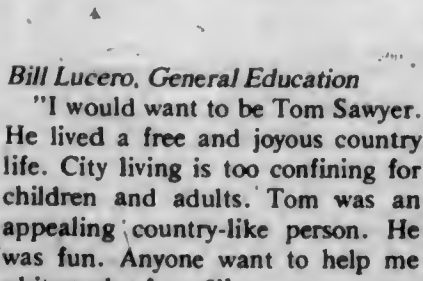 Bill Lucero, General Education
"I would want to be Tom Sawyer.
He lived a free and joyous country
life. City living is too confining for
children and adults. Tom was an
appealing country-like person. He
was fun. Anyone want to help me